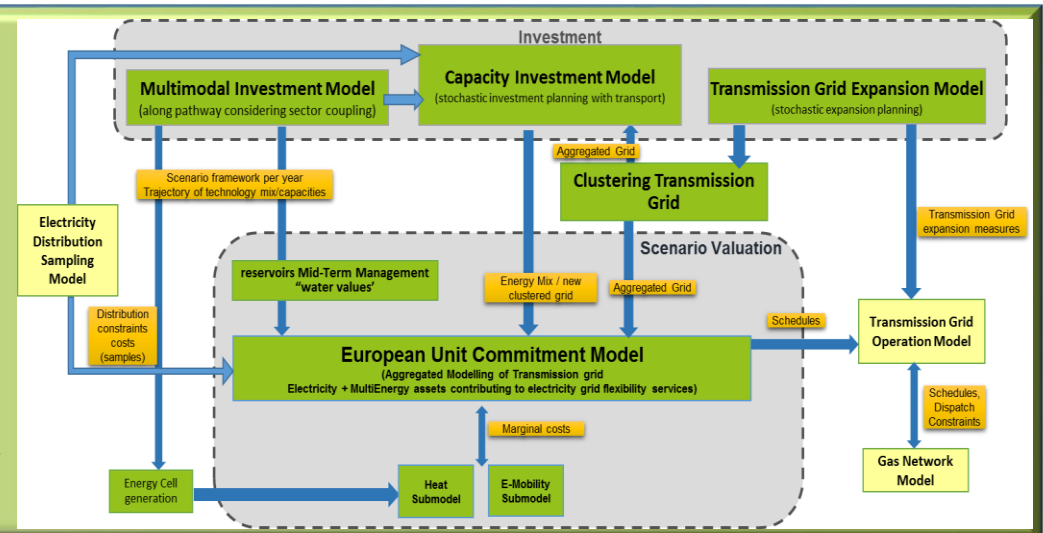 Investment
Multimodal Investment Model
(along pathway considering sector coupling)
Capacity Investment Model
(stochastic investment planning with transport)
Transmission Grid Expansion Model
(stochastic expansion planning)
Aggregated Grid
Scenario framework per year
Trajectory of technology mix/capacities
Clustering Transmission
Grid
Electricity
Distribution
Sampling
Model
Transmission Grid
expansion measures
Scenario Valuation
reservoirs Mid-Term Management
"water values'
Energy Mix / new
clustered grid
Aggregated Grid
Distribution
constraints
costs
(samples)
Schedules
Transmission Grid
Operation Model
European Unit Commitment Model
(Aggregated Modelling of Transmission grid
Electricity + MultiEnergy assets contributing to electricity grid flexibility services)
Schedules,
Dispatch
Constraints
Marginal costs
Gas Network
Model
Energy Cell
generation
Heat
Submodel
E-Mobility
Submodel